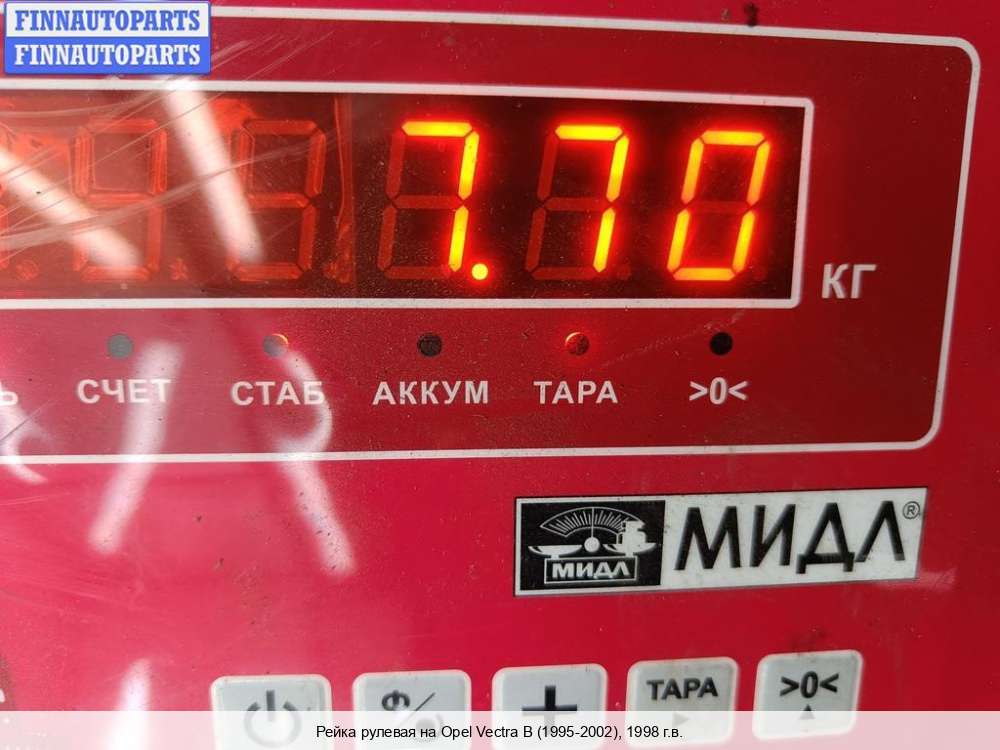 FINNAUTOPARTS
FINNAUTOPARTS
7.70
КГ
СЧЕТ СТАБ АККУМ ТАРА >0<
МИДЛ МИДЛ®
ТАРА >0<
Рейка рулевая на Opel Vectra B (1995-2002), 1998 г.в.